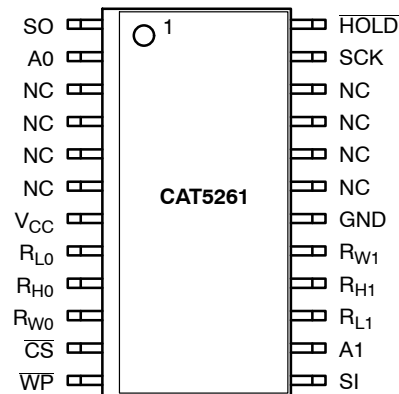 SO 1 HOLD
A0 SCK
NC NC
NC NC
NC NC
NC NC
CAT5261
VCC GND
RL0 RW1
RH0 RH1
RW0 RL1
CS A1
WP SI